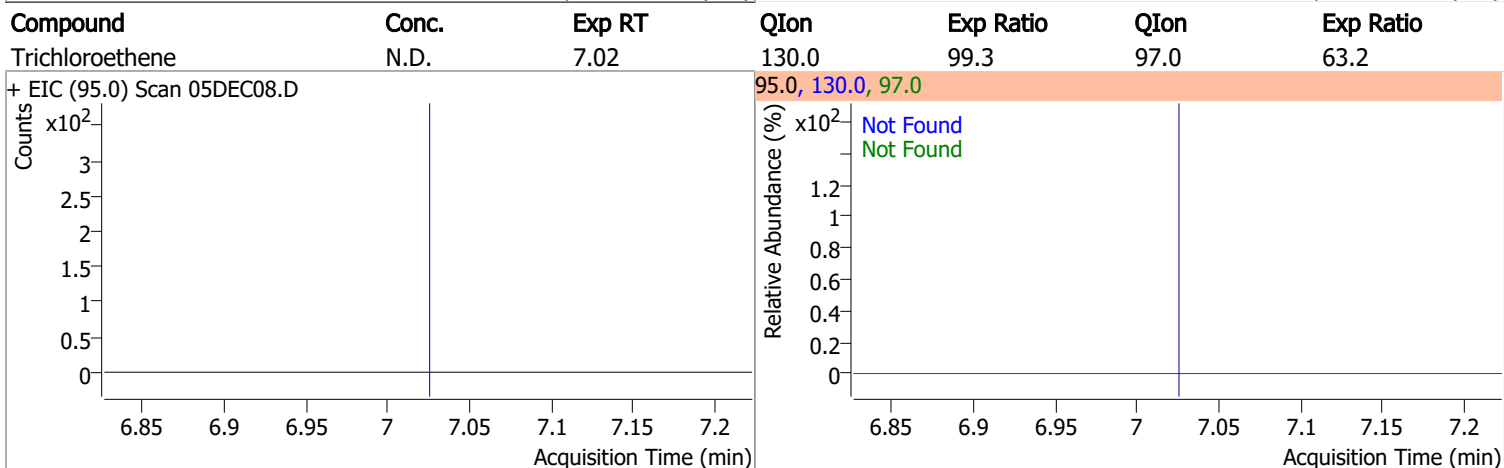 Compound Conc. Exp RT QIon Exp Ratio QIon Exp Ratio
Trichloroethene N.D. 7.02 130.0 99.3 97.0 63.2
+ EIC (95.0) Scan 05DEC08.D
Counts
x102
3
2.5
2
1.5
1
0.5
0
6.85 6.9 6.95 7 7.05 7.1 7.15 7.2
Acquisition Time (min)
95.0, 130.0, 97.0
Relative Abundance (%)
x102
Not Found
Not Found
1.2
1
0.8
0.6
0.4
0.2
0
6.85 6.9 6.95 7 7.05 7.1 7.15 7.2
Acquisition Time (min)